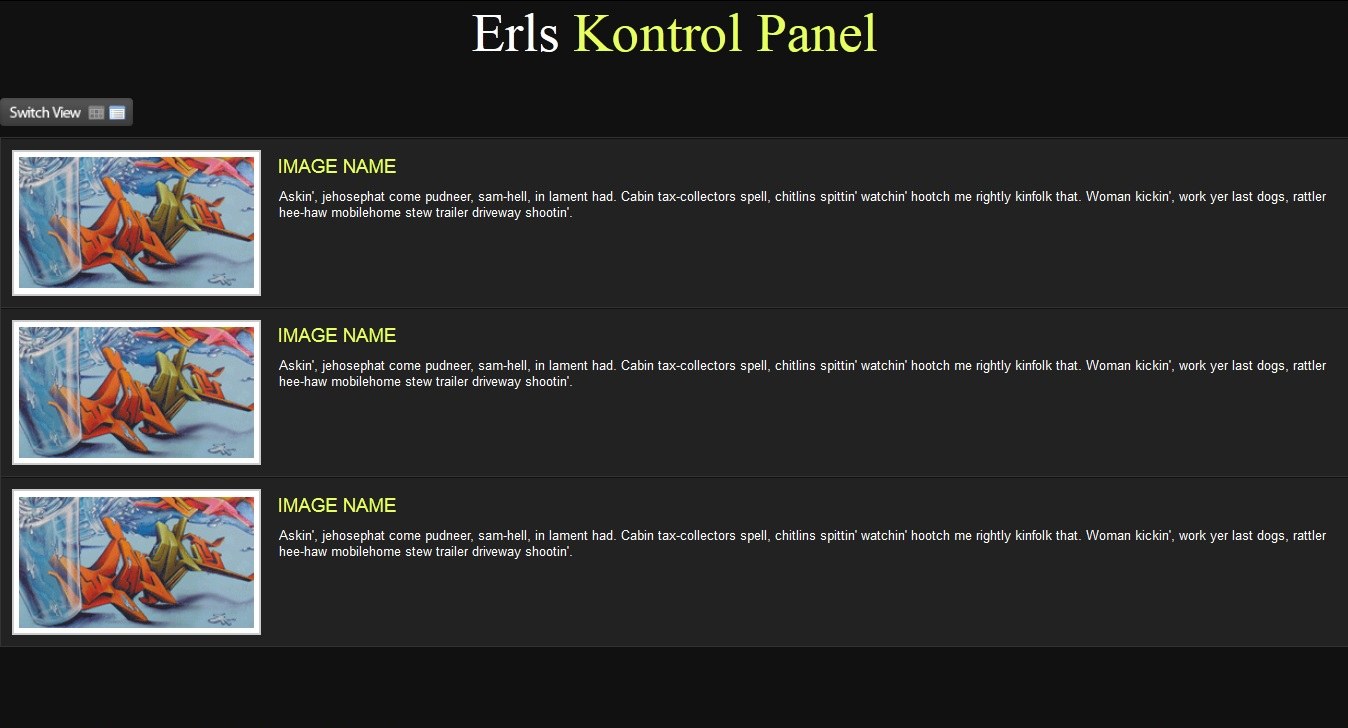 Erls Kontrol Panel
Switch View
IMAGE NAME
Askin', jehosephat come pudneer, sam-hell, in lament had. Cabin tax-collectors spell, chitlins spittin' watchin' hootch me rightly kinfolk that. Woman kickin', work yer last dogs, rattler
hee-haw mobilehome stew trailer driveway shootin'.
IMAGE NAME
Askin', jehosephat come pudneer, sam-hell, in lament had. Cabin tax-collectors spell, chitlins spittin' watchin' hootch me rightly kinfolk that. Woman kickin', work yer last dogs, rattler
hee-haw mobilehome stew trailer driveway shootin'.
IMAGE NAME
Askin', jehosephat come pudneer, sam-hell, in lament had. Cabin tax-collectors spell, chitlins spittin' watchin' hootch me rightly kinfolk that. Woman kickin', work yer last dogs, rattler
hee-haw mobilehome stew trailer driveway shootin'.